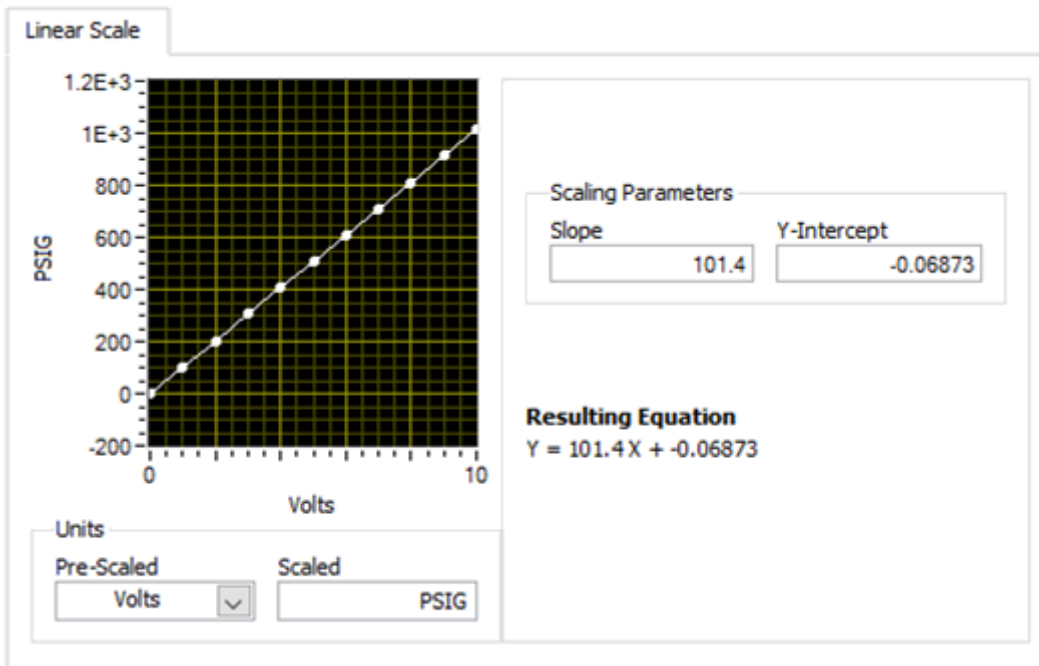 Linear Scale
1.2E+3
1E+3
800
600
400
200
0
-200
PSIG
0 10
Volts
Scaling Parameters
Slope Y-Intercept
101.4 -0.06873
Resulting Equation
Y = 101.4 X + -0.06873
Units
Pre-Scaled Scaled
Volts PSIG